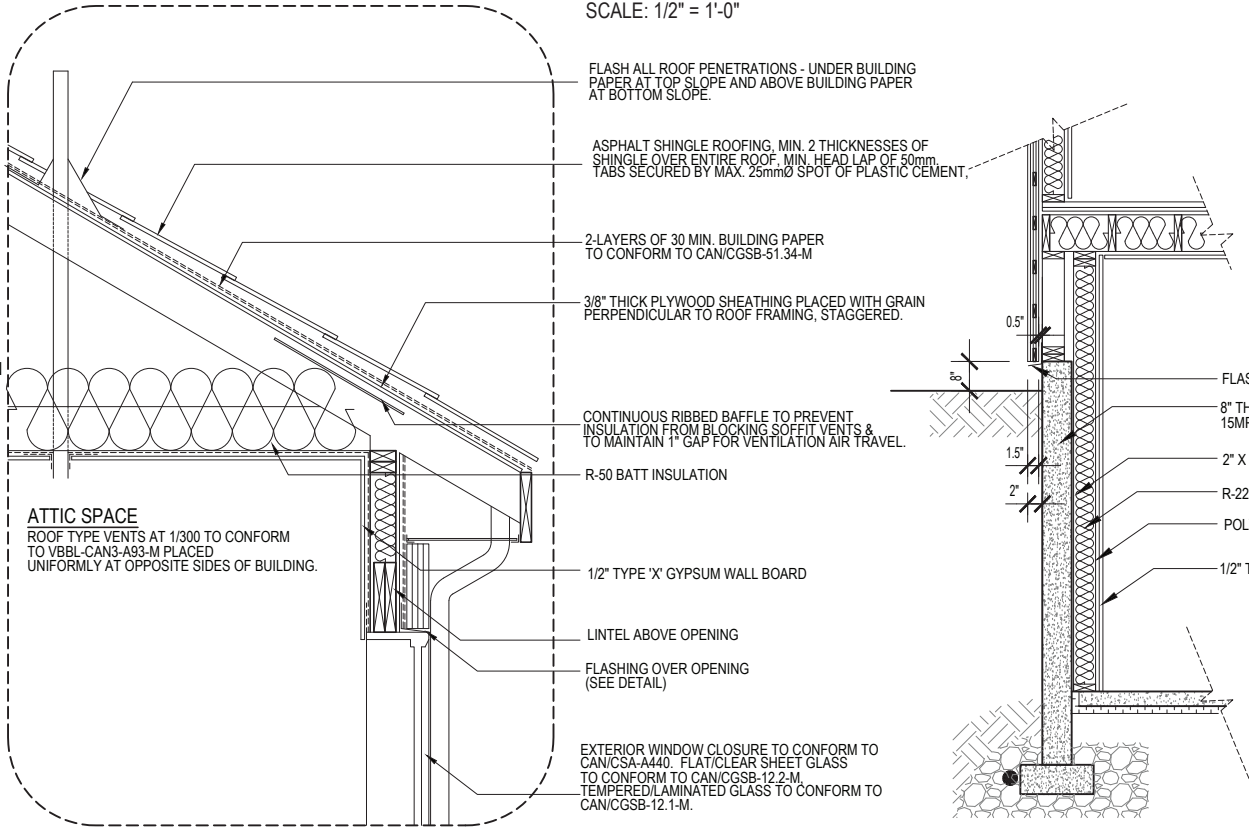 SCALE: 1/2" = 1'-0"
FLASH ALL ROOF PENETRATIONS - UNDER BUILDING
PAPER AT TOP SLOPE AND ABOVE BUILDING PAPER
AT BOTTOM SLOPE.
ASPHALT SHINGLE ROOFING, MIN. 2 THICKNESSES OF
SHINGLE OVER ENTIRE ROOF, MIN. HEAD LAP OF 50mm.
TABS SECURED BY MAX. 25mmØ SPOT OF PLASTIC CEMENT,
2-LAYERS OF 30 MIN. BUILDING PAPER
TO CONFORM TO CAN/CGSB-51.34-M
3/8" THICK PLYWOOD SHEATHING PLACED WITH GRAIN
PERPENDICULAR TO ROOF FRAMING, STAGGERED.
CONTINUOUS RIBBED BAFFLE TO PREVENT
INSULATION FROM BLOCKING SOFFIT VENTS &
TO MAINTAIN 1" GAP FOR VENTILATION AIR TRAVEL.
R-50 BATT INSULATION
ATTIC SPACE
ROOF TYPE VENTS AT 1/300 TO CONFORM
TO VBBL-CAN3-A93-M PLACED
UNIFORMLY AT OPPOSITE SIDES OF BUILDING.
1/2" TYPE 'X' GYPSUM WALL BOARD
LINTEL ABOVE OPENING
FLASHING OVER OPENING
(SEE DETAIL)
EXTERIOR WINDOW CLOSURE TO CONFORM TO
CAN/CSA-A440. FLAT/CLEAR SHEET GLASS
TO CONFORM TO CAN/CGSB-12.2-M,
TEMPERED/LAMINATED GLASS TO CONFORM TO
CAN/CGSB-12.1-M.
0.5"
8"
1.5"
2"
FLAS
8" TH
15MP
2" X
R-22
POL
1/2" T